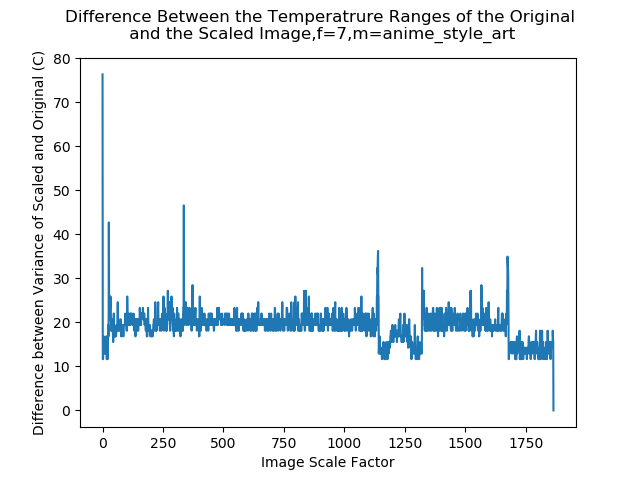 Difference Between the Temperatrure Ranges of the Original
and the Scaled Image,f=7,m=anime_style_art
Difference between Variance of Scaled and Original (C)
80
70
60
50
40
30
20
10
0
0 250 500 750 1000 1250 1500 1750
Image Scale Factor